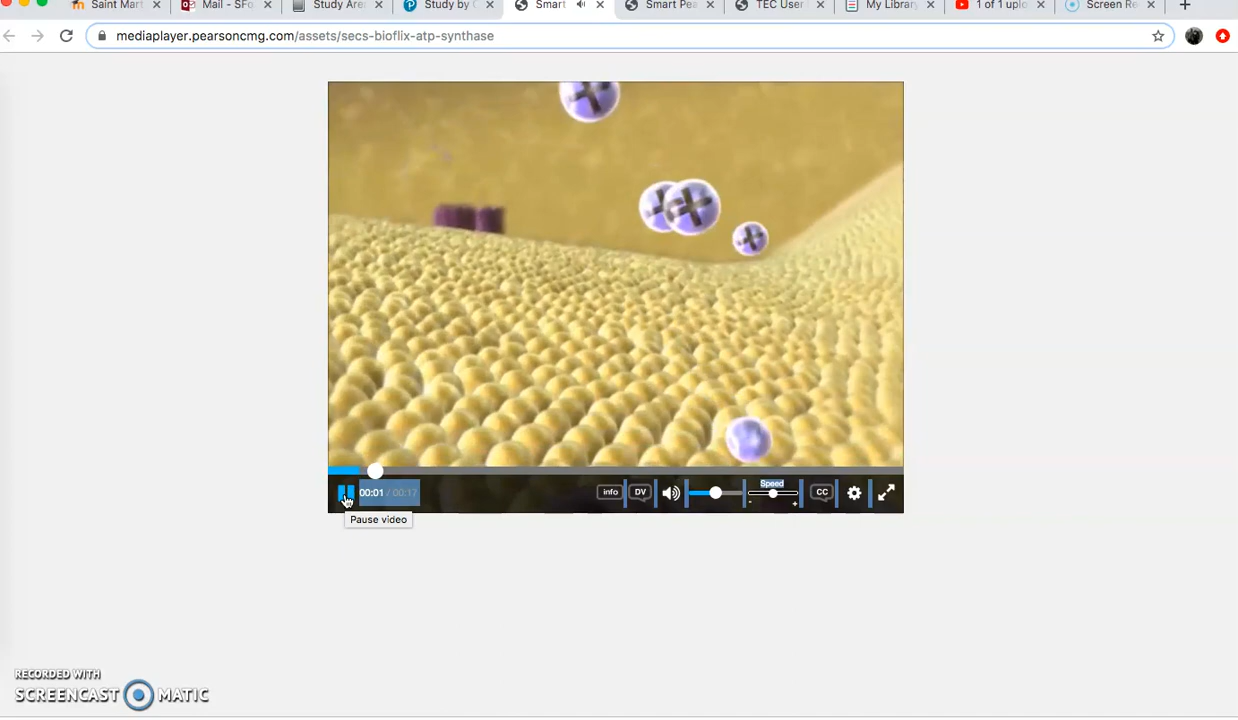 Saint Mart
Mail - SFo
Study Area
Study by C
Smart
Smart Pea
TEC User
My Library
1 of 1 uplo
Screen Re
mediaplayer.pearsoncmg.com/assets/secs-bioflix-atp-synthase
00:01 / 00:17
info
DV
Speed
- +
CC
Pause video
RECORDED WITH
SCREENCAST MATIC